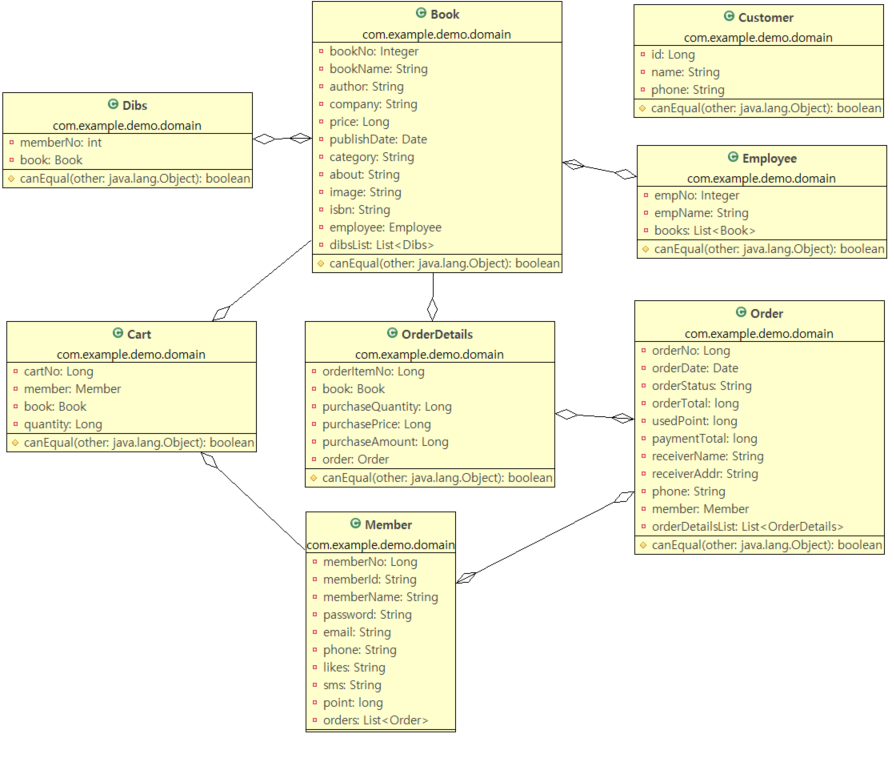 Book
com.example.demo.domain
bookNo: Integer
bookName: String
author: String
company: String
price: Long
publishDate: Date
category: String
about: String
image: String
isbn: String
employee: Employee
dibsList: List<Dibs>
canEqual(other: java.lang.Object): boolean
Customer
com.example.demo.domain
id: Long
name: String
phone: String
canEqual(other: java.lang.Object): boolean
Dibs
com.example.demo.domain
memberNo: int
book: Book
canEqual(other: java.lang.Object): boolean
Employee
com.example.demo.domain
empNo: Integer
empName: String
books: List<Book>
canEqual(other: java.lang.Object): boolean
Cart
com.example.demo.domain
cartNo: Long
member: Member
book: Book
quantity: Long
canEqual(other: java.lang.Object): boolean
OrderDetails
com.example.demo.domain
orderItemNo: Long
book: Book
purchaseQuantity: Long
purchasePrice: Long
purchaseAmount: Long
order: Order
canEqual(other: java.lang.Object): boolean
Order
com.example.demo.domain
orderNo: Long
orderDate: Date
orderStatus: String
orderTotal: long
usedPoint: long
paymentTotal: long
receiverName: String
receiverAddr: String
phone: String
member: Member
orderDetailsList: List<OrderDetails>
canEqual(other: java.lang.Object): boolean
Member
com.example.demo.domain
memberNo: Long
memberId: String
memberName: String
password: String
email: String
phone: String
likes: String
sms: String
point: long
orders: List<Order>